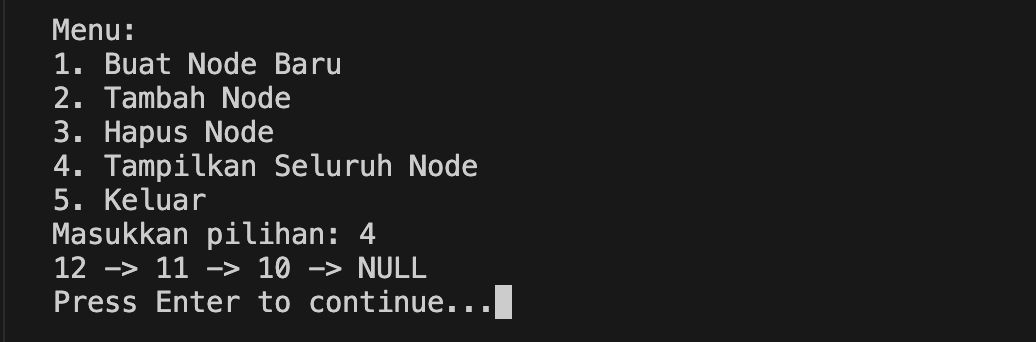 Menu:
1. Buat Node Baru
2. Tambah Node
3. Hapus Node
4. Tampilkan Seluruh Node
5. Keluar
Masukkan pilihan: 4
12 -> 11 -> 10 -> NULL
Press Enter to continue...